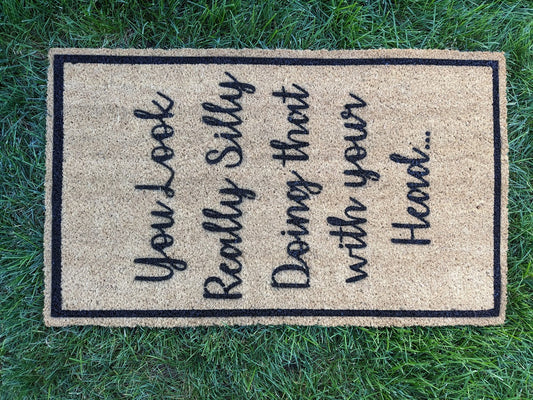 You Look
Really Silly
Doing that
with your
Head...